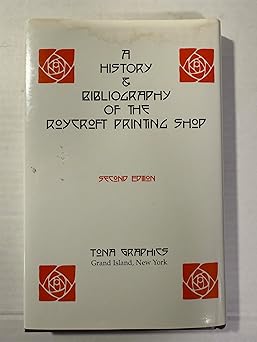 A
HISTORY
&
BIBLIOGRAPHY
OF THE
ROYCROFT PRINTING SHOP
SECOND EDITION
TONA GRAPHICS
Grand Island, New York